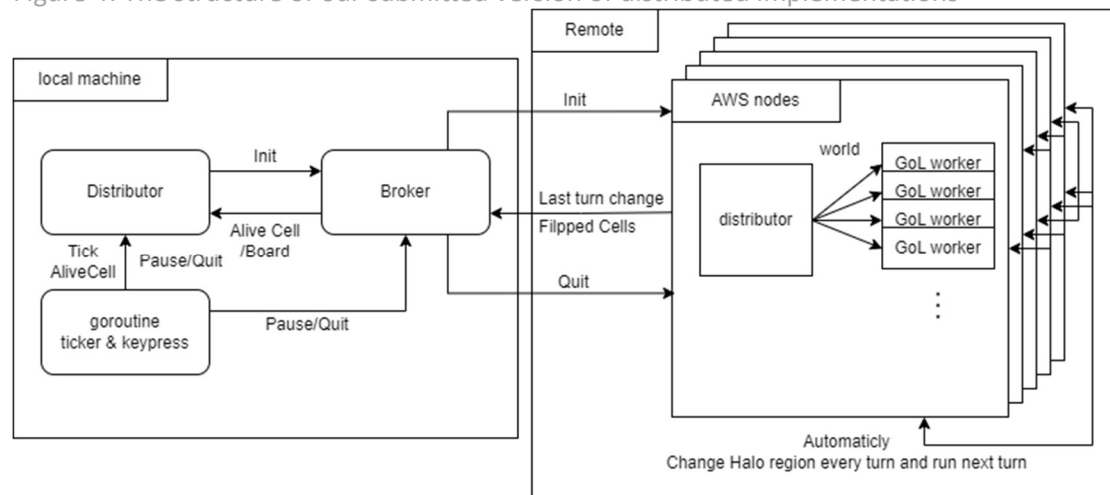 Remote
local machine
Init
AWS nodes
world
GoL worker
GoL worker
GoL worker
GoL worker
Init
Distributor
Broker
distributor
Last turn change
Filpped Cells
Alive Cell
/Board
Tick
AliveCell
Pause/Quit
Quit
goroutine
ticker & keypress
Pause/Quit
Automaticly
Change Halo region every turn and run next turn